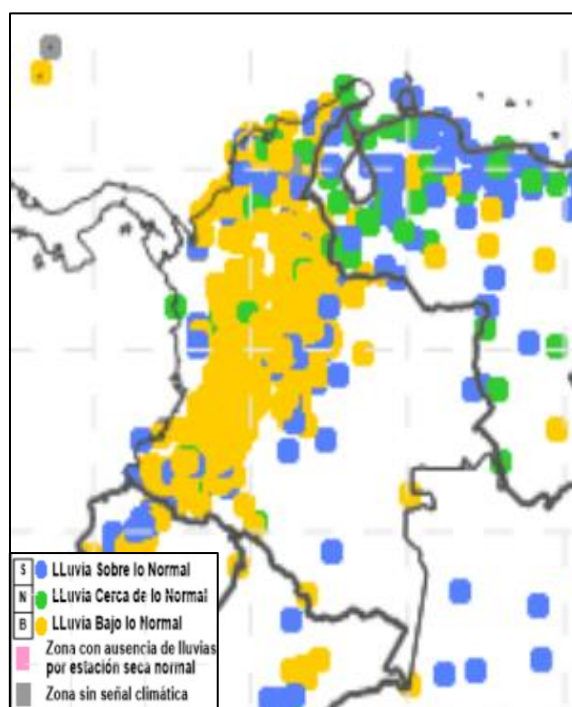 S LLuvia Sobre lo Normal
N LLuvia Cerca de lo Normal
B LLuvia Bajo lo Normal
Zona con ausencia de lluvias
por estación seca normal
Zona sin señal climática